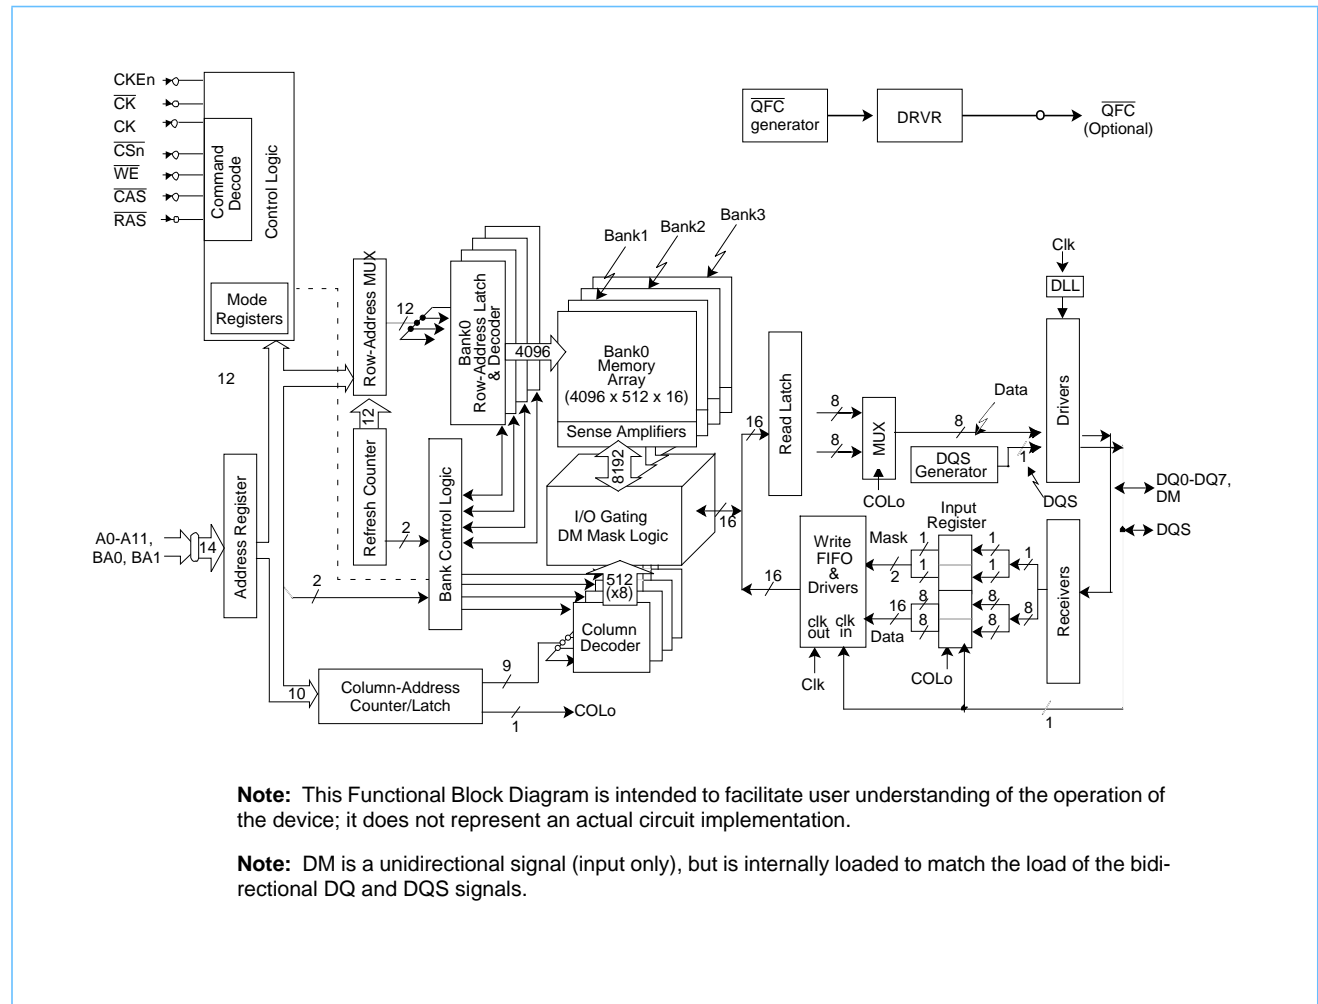 CKEn
CK
CK
CSn
WE
CAS
RAS
Command
Decode
Control Logic
Mode
Registers
QFC
generator
DRVR
QFC
(Optional)
Row-Address MUX
12
Bank0
Row-Address Latch
& Decoder
4096
Bank1
Bank2
Bank3
Bank0
Memory
Array
(4096 x 512 x 16)
Sense Amplifiers
8192
Clk
DLL
12
12
Refresh Counter
2
Bank Control Logic
I/O Gating
DM Mask Logic
16
16
Read Latch
8
8
MUX
COLo
8
Data
DQS
Generator
1
DQS
Drivers
DQ0-DQ7,
DM
DQS
A0-A11,
BA0, BA1
14
Address Register
2
512
(x8)
Column
Decoder
16
Write
FIFO
&
Drivers
clk
out
clk
in
Clk
Mask
2
16
Data
Input
Register
1
1
8
8
1
1
8
8
1
8
COLo
Receivers
1
10
Column-Address
Counter/Latch
9
1
COLo
Note: This Functional Block Diagram is intended to facilitate user understanding of the operation of
the device; it does not represent an actual circuit implementation.
Note: DM is a unidirectional signal (input only), but is internally loaded to match the load of the bidi-
rectional DQ and DQS signals.